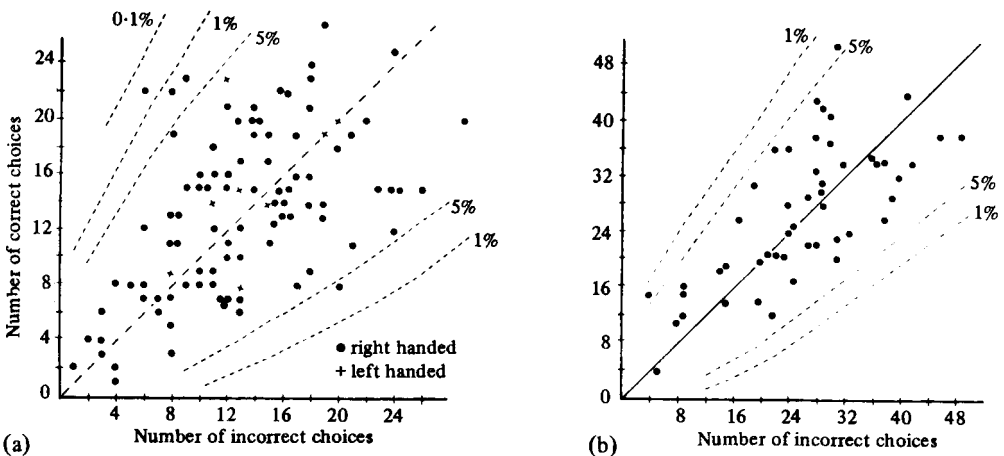 0·1%
1%
5%
24
20
16
12
8
4
0
5%
1%
● right handed
+ left handed
4 8 12 16 20 24
Number of correct choices
Number of incorrect choices
(a)
1%
5%
48
40
32
24
16
8
0
5%
1%
8 16 24 32 40 48
Number of incorrect choices
(b)